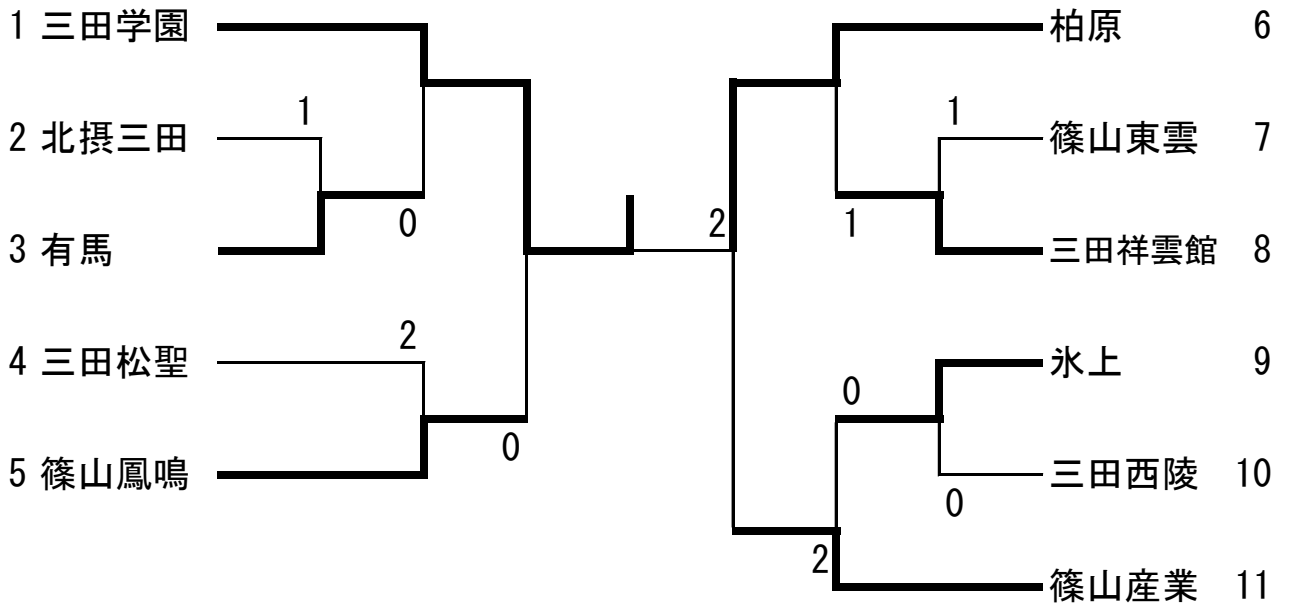 1 三田学園
2 北摂三田
3 有馬
4 三田松聖
5 篠山鳳鳴
1
0
2
0
2
1
1
0
0
2
柏原 6
篠山東雲 7
三田祥雲館 8
氷上 9
三田西陵 10
篠山産業 11